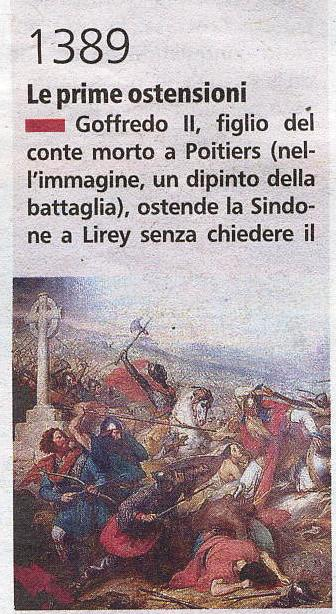 1389
Le prime ostensioni
Goffredo II, figlio del
conte morto a Poitiers (nel-
l'immagine, un dipinto della
battaglia), ostende la Sindo-
ne a Lirey senza chiedere il